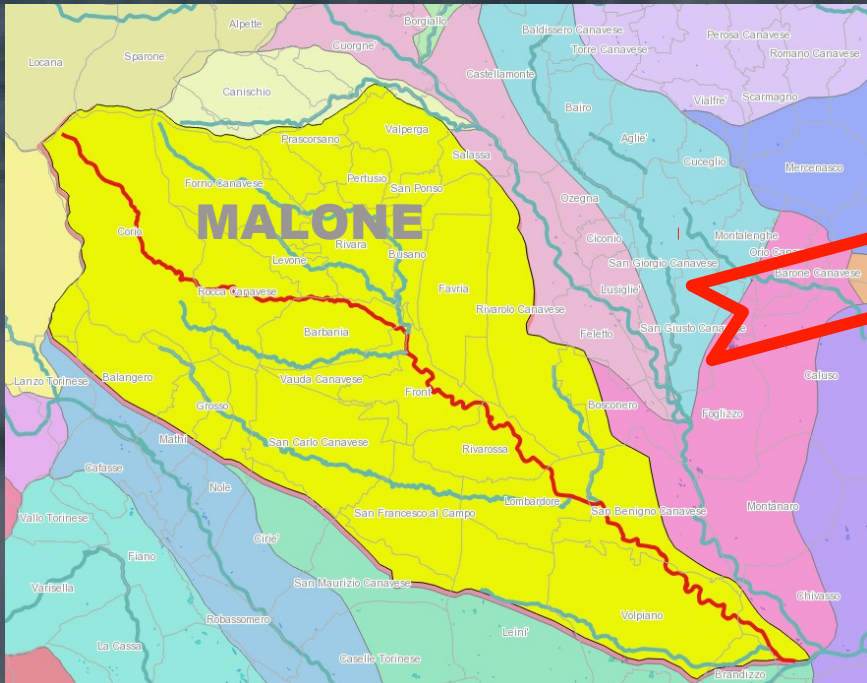 Borgiallo
Alpette
Baldissero Canavese
Perosa Canavese
Cuorgne'
Torre Canavese
Romano Canavese
Sparone
Locana
Castellamonte
Canischio
Vialfre'
Scarmagno
Bairo
Valperga
Aglie'
Prascorsano
Salassa
Cuceglio
Mercenasco
Pertusio
Forno Canavese
San Ponso
Ozegna
MALONE
Corio
Ciconio
Montalenghe
Rivara
Busano
Orio Cana
Levone
San Giorgio Canavese
Barone Canavese
Rocca Canavese
Favria
Lusiglie'
Rivarolo Canavese
Barbania
San Giusto Canavese
Feletto
Lanzo Torinese
Balangero
Vauda Canavese
Caluso
Front
Grosso
Bosconero
Foglizzo
Mathi
San Carlo Canavese
Rivarossa
Cafasse
Nole
Lombardore
Montanaro
Vallo Torinese
San Francesco al Campo
San Benigno Canavese
Cirie'
Fiano
San Maurizio Canavese
Varisella
Chivasso
Robassomero
Volpiano
Leini'
La Cassa
Caselle Torinese
Brandizzo